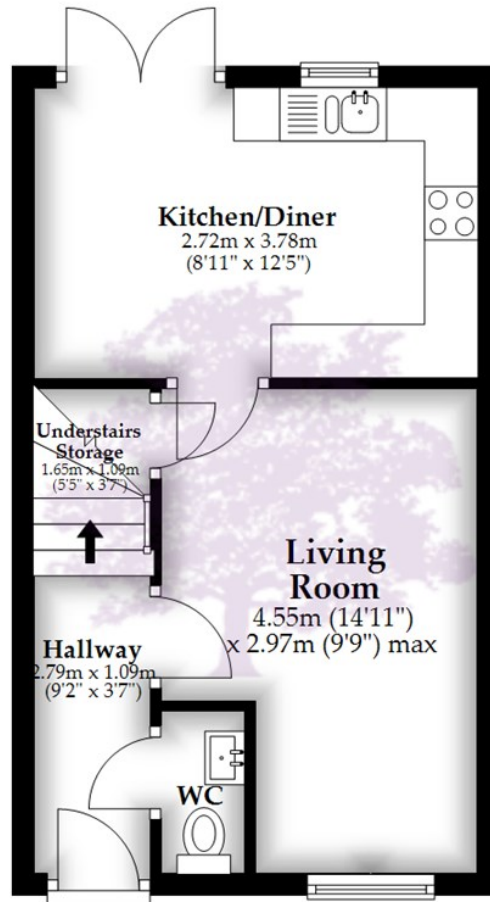 Kitchen/Diner
2.72m x 3.78m
(8'11" x 12'5")
Understairs
Storage
1.65m x 1.09m
(5'5" x 3'7")
Living
Room
4.55m (14'11")
x 2.97m (9'9") max
Hallway
2.79m x 1.09m
(9'2" x 3'7")
WC